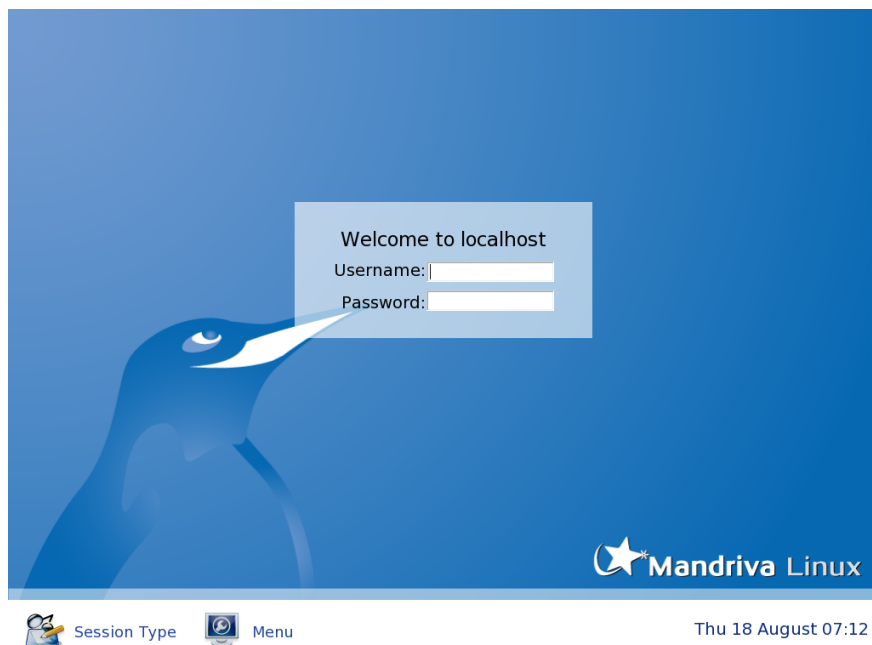 Welcome to localhost
Username:
Password:
Mandriva Linux
Session Type
Menu
Thu 18 August 07:12